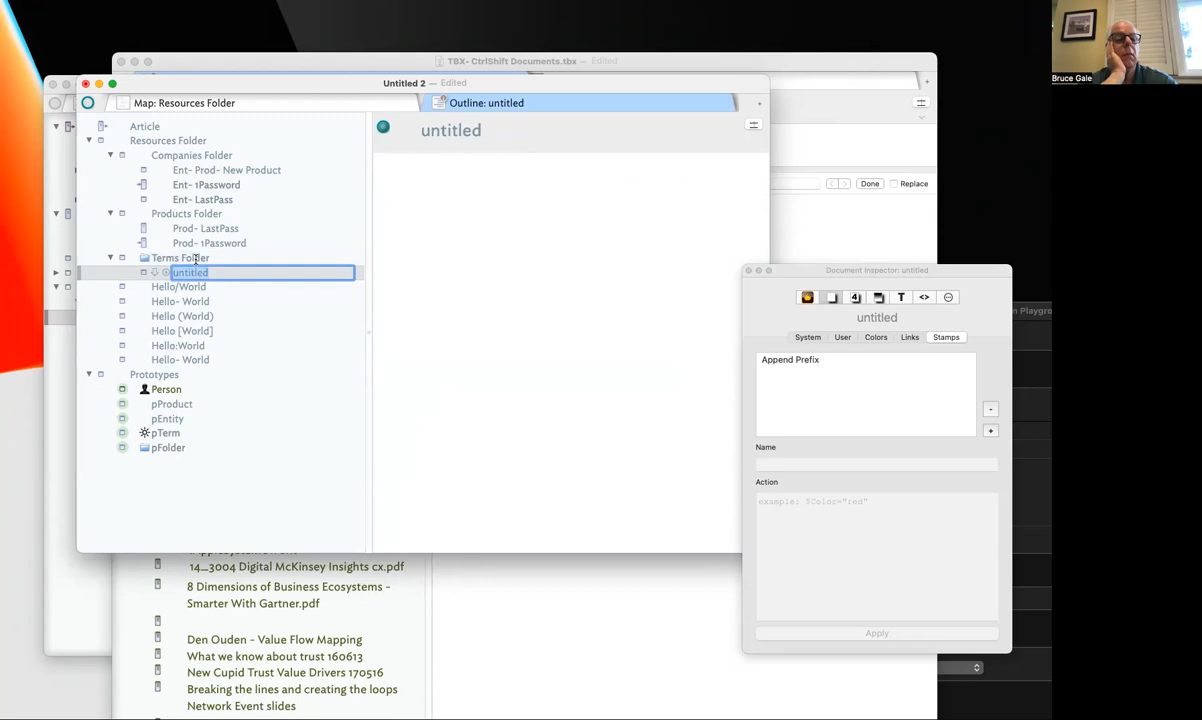 TBX- CtrlShift Documents.tbx — Edited
Untitled 2 — Edited
Map: Resources Folder
Outline: untitled
Article
Resources Folder
Companies Folder
Ent- Prod- New Product
Ent- 1Password
Ent- LastPass
Products Folder
Prod- LastPass
Prod- 1Password
Terms Folder
untitled
Hello/World
Hello- World
Hello (World)
Hello [World]
Hello:World
Hello- World
Prototypes
Person
pProduct
pEntity
pTerm
pFolder
untitled
Done
Replace
Document Inspector: untitled
untitled
System
User
Colors
Links
Stamps
Append Prefix
-
+
Name
Action
example: $Color="red"
Apply
n Playgroun
14_3004 Digital McKinsey Insights cx.pdf
8 Dimensions of Business Ecosystems -
Smarter With Gartner.pdf
Den Ouden - Value Flow Mapping
What we know about trust 160613
New Cupid Trust Value Drivers 170516
Breaking the lines and creating the loops
Network Event slides
Bruce Gale